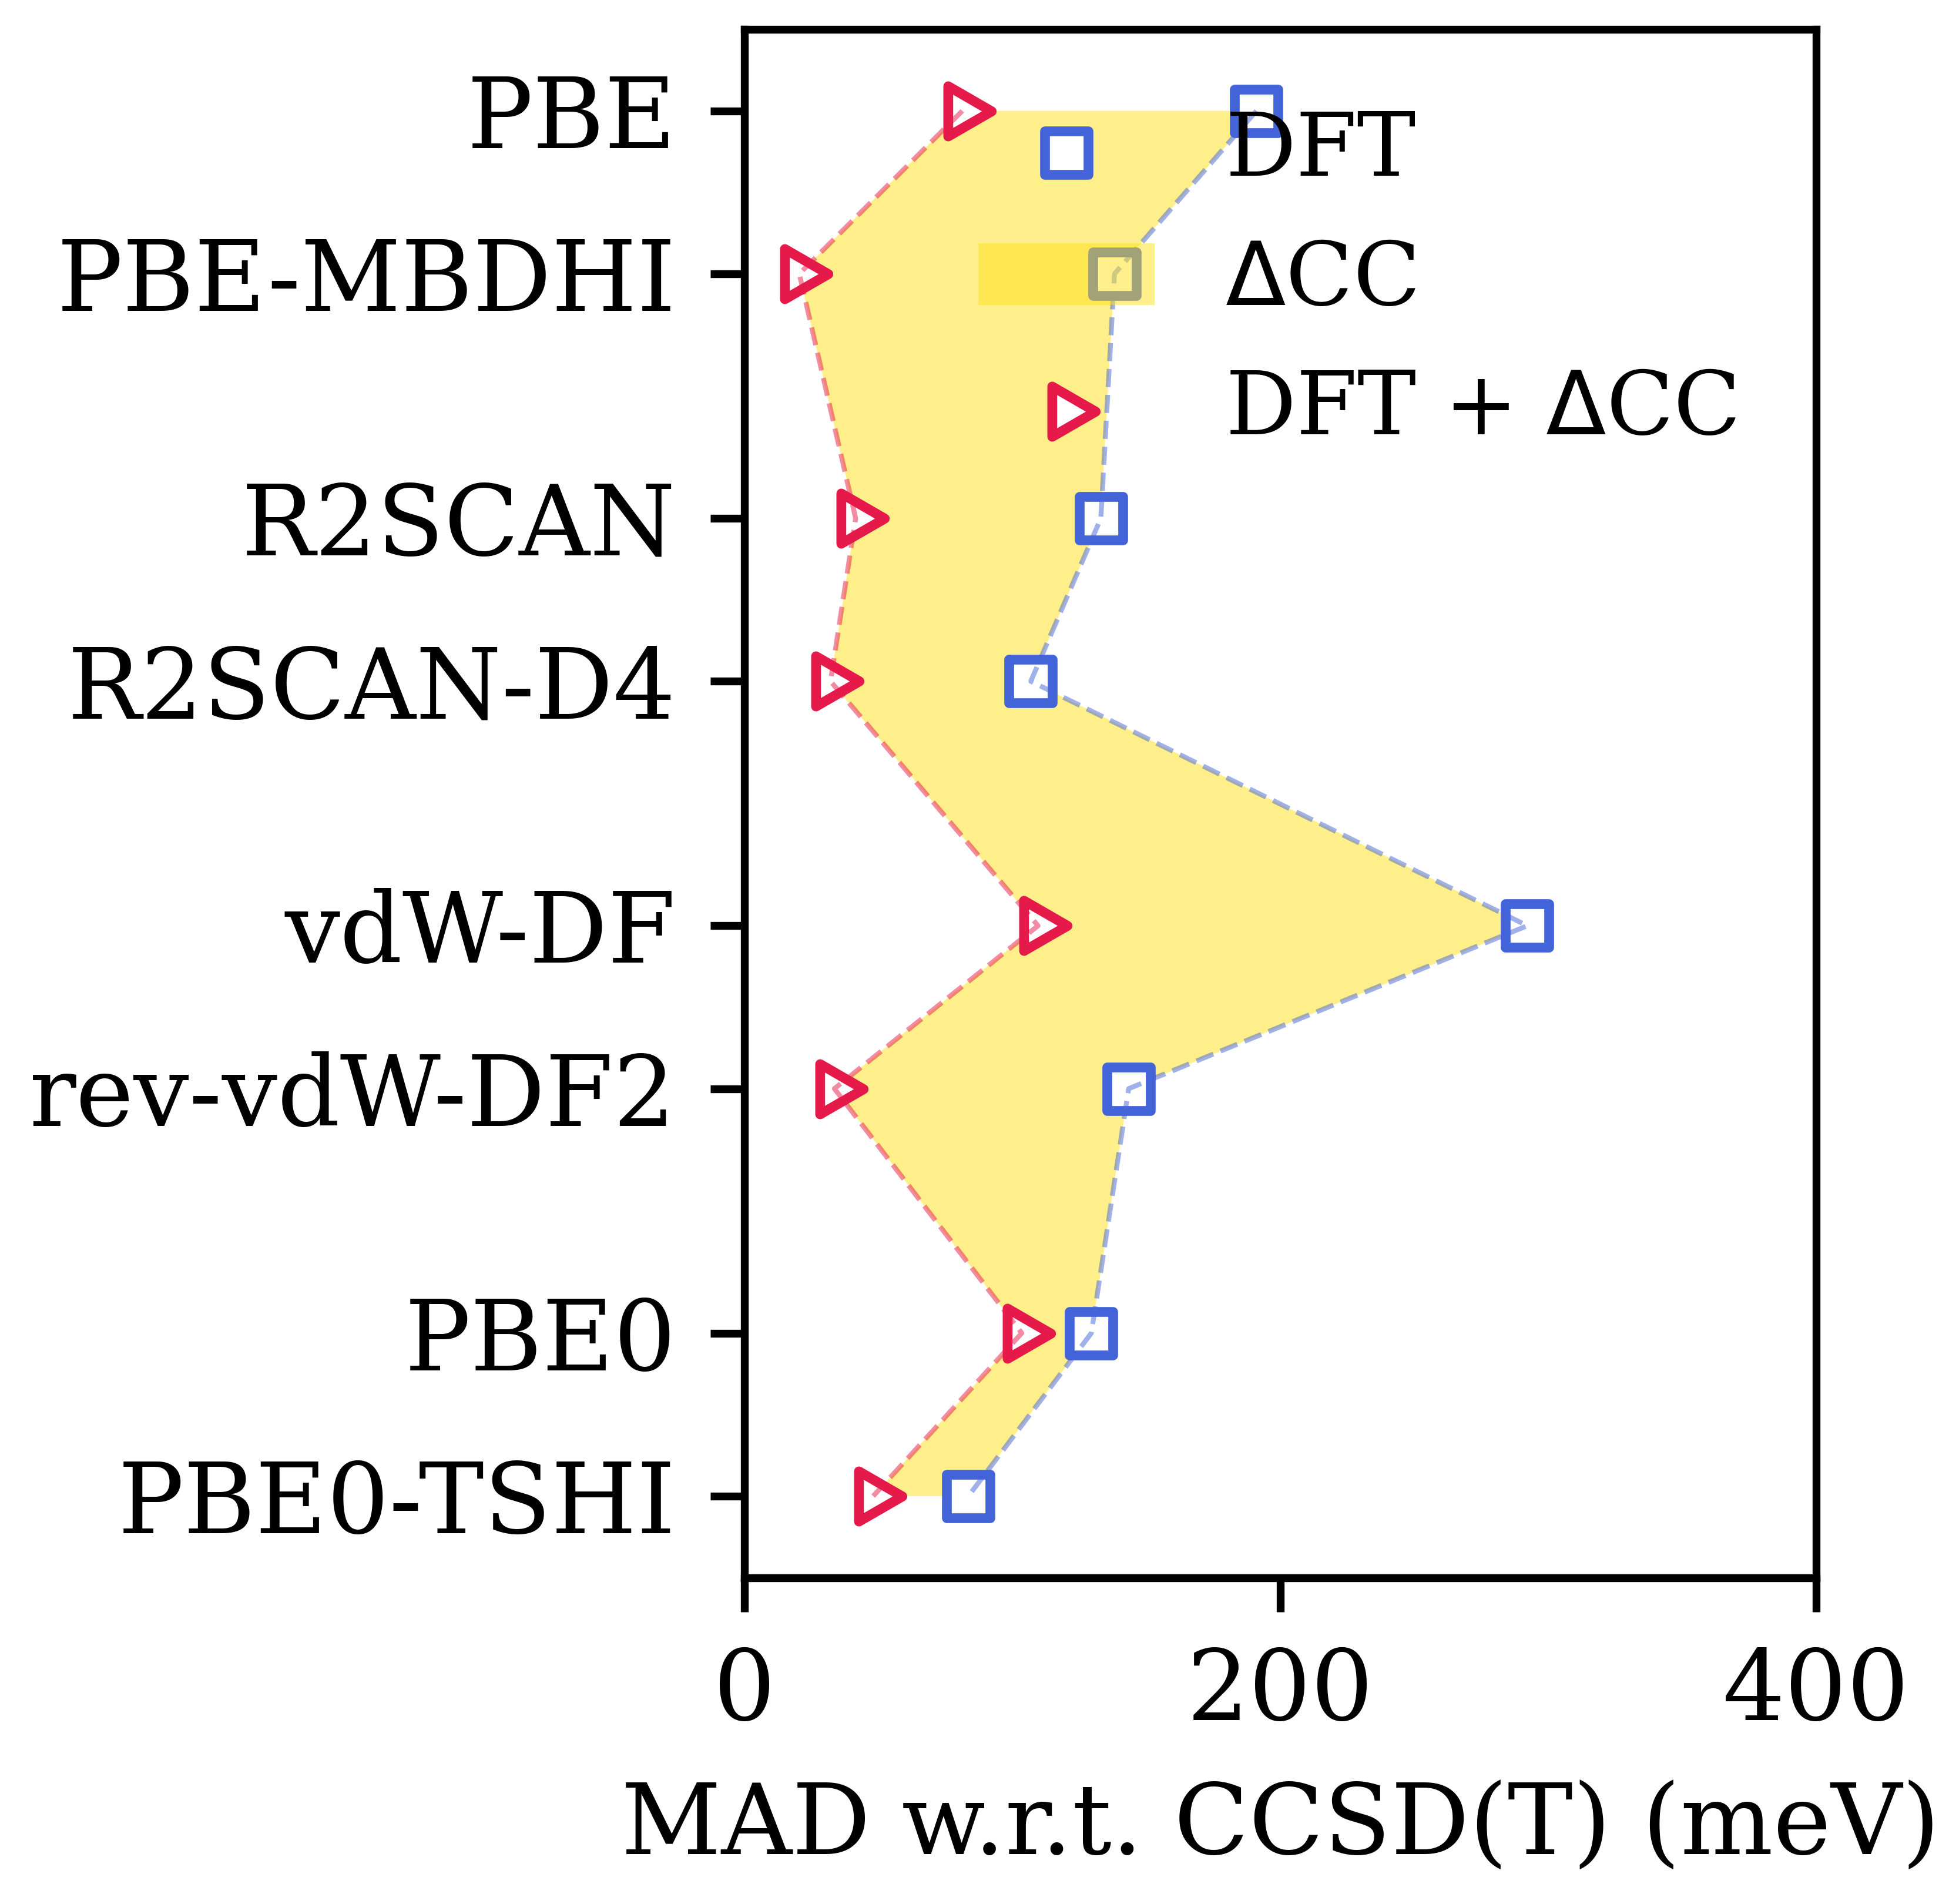 PBE
PBE-MBDHI
R2SCAN
R2SCAN-D4
vdW-DF
rev-vdW-DF2
PBE0
PBE0-TSHI
DFT
ΔCC
DFT + ΔCC
0 200 400
MAD w.r.t. CCSD(T) (meV)